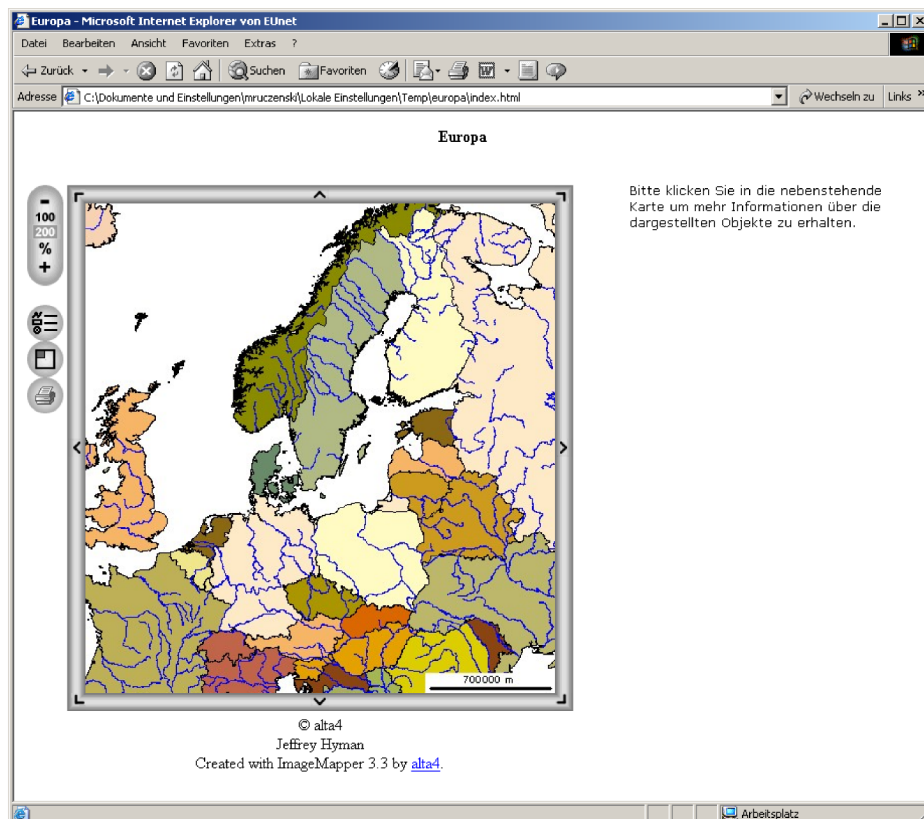 Europa - Microsoft Internet Explorer von EUnet
Datei Bearbeiten Ansicht Favoriten Extras ?
Zurück Suchen Favoriten
Adresse C:\Dokumente und Einstellungen\mruczenski\Lokale Einstellungen\Temp\europa\index.html Wechseln zu Links »
Europa
Bitte klicken Sie in die nebenstehende
Karte um mehr Informationen über die
dargestellten Objekte zu erhalten.
-
100
200
%
+
700000 m
© alta4
Jeffrey Hyman
Created with ImageMapper 3.3 by alta4.
Arbeitsplatz